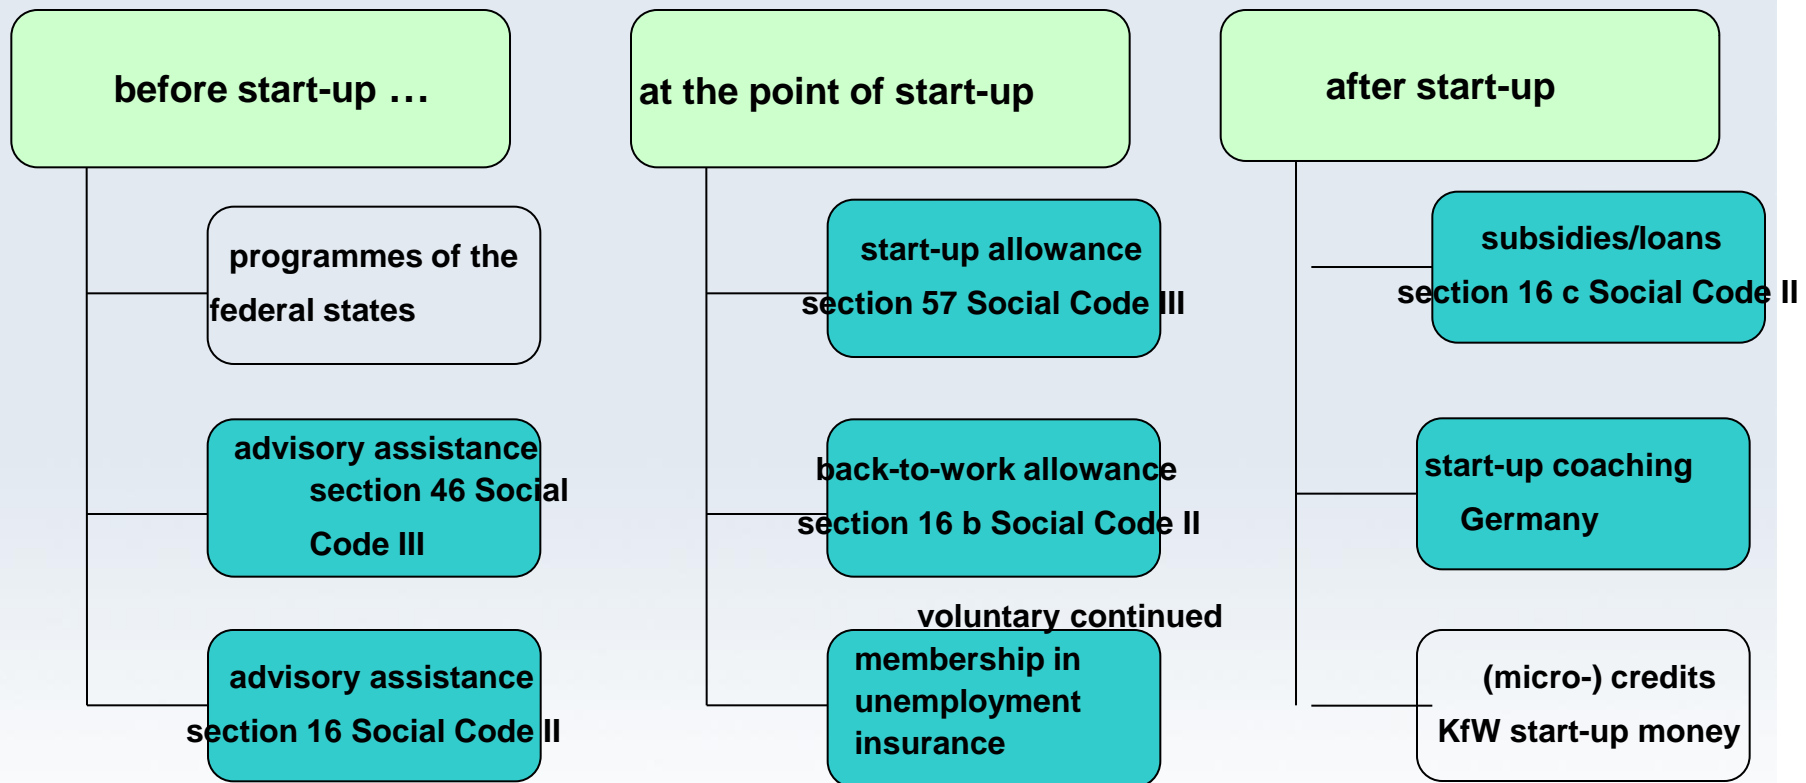 before start-up …
programmes of the
federal states
advisory assistance
section 46 Social
Code III
advisory assistance
section 16 Social Code II
at the point of start-up
start-up allowance
section 57 Social Code III
back-to-work allowance
section 16 b Social Code II
voluntary continued
membership in
unemployment
insurance
after start-up
subsidies/loans
section 16 c Social Code II
start-up coaching
Germany
(micro-) credits
KfW start-up money